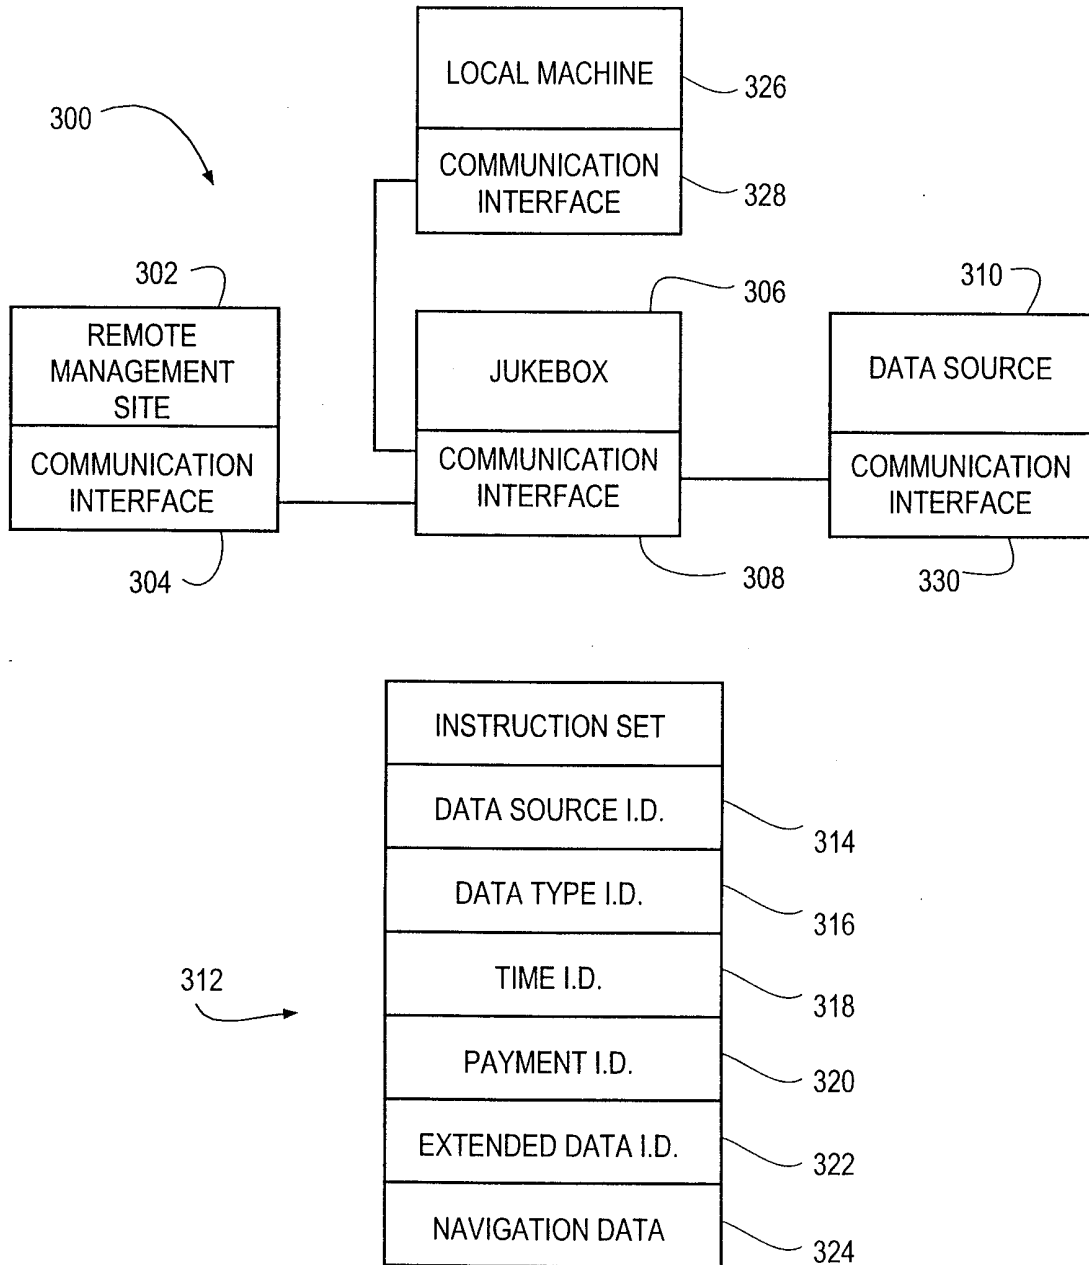 LOCAL MACHINE
326
300
COMMUNICATION
INTERFACE
328
302
306
310
REMOTE
MANAGEMENT
SITE
JUKEBOX
DATA SOURCE
COMMUNICATION
INTERFACE
COMMUNICATION
INTERFACE
COMMUNICATION
INTERFACE
304
308
330
INSTRUCTION SET
DATA SOURCE I.D.
314
DATA TYPE I.D.
316
312
TIME I.D.
318
PAYMENT I.D.
320
EXTENDED DATA I.D.
322
NAVIGATION DATA
324